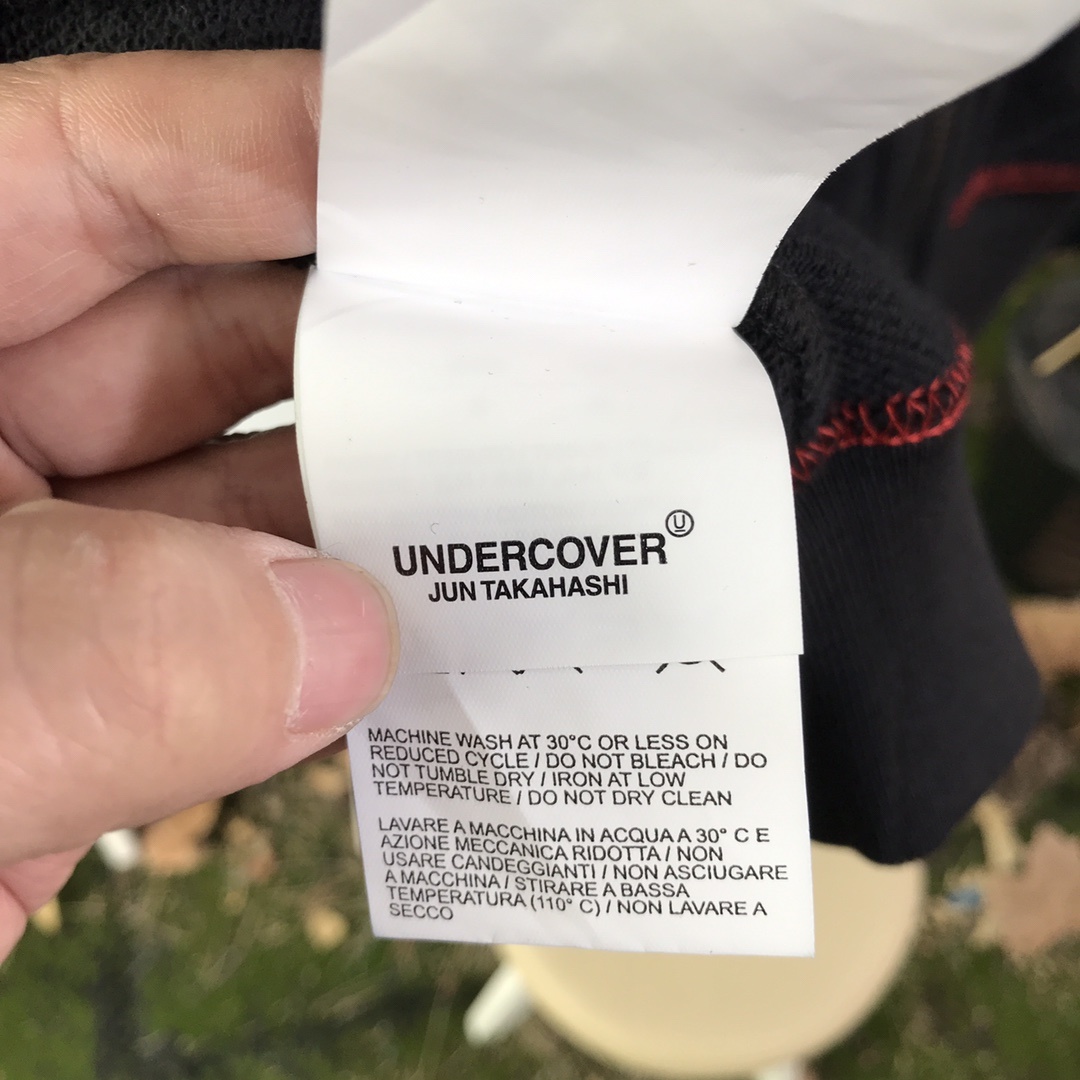 UNDERCOVER
JUN TAKAHASHI
MACHINE WASH AT 30°C OR LESS ON
REDUCED CYCLE / DO NOT BLEACH / DO
NOT TUMBLE DRY / IRON AT LOW
TEMPERATURE / DO NOT DRY CLEAN
LAVARE A MACCHINA IN ACQUA A 30° C E
AZIONE MECCANICA RIDOTTA / NON
USARE CANDEGGIANTI / NON ASCIUGARE
A MACCHINA / STIRARE A BASSA
TEMPERATURA (110° C) / NON LAVARE A
SECCO